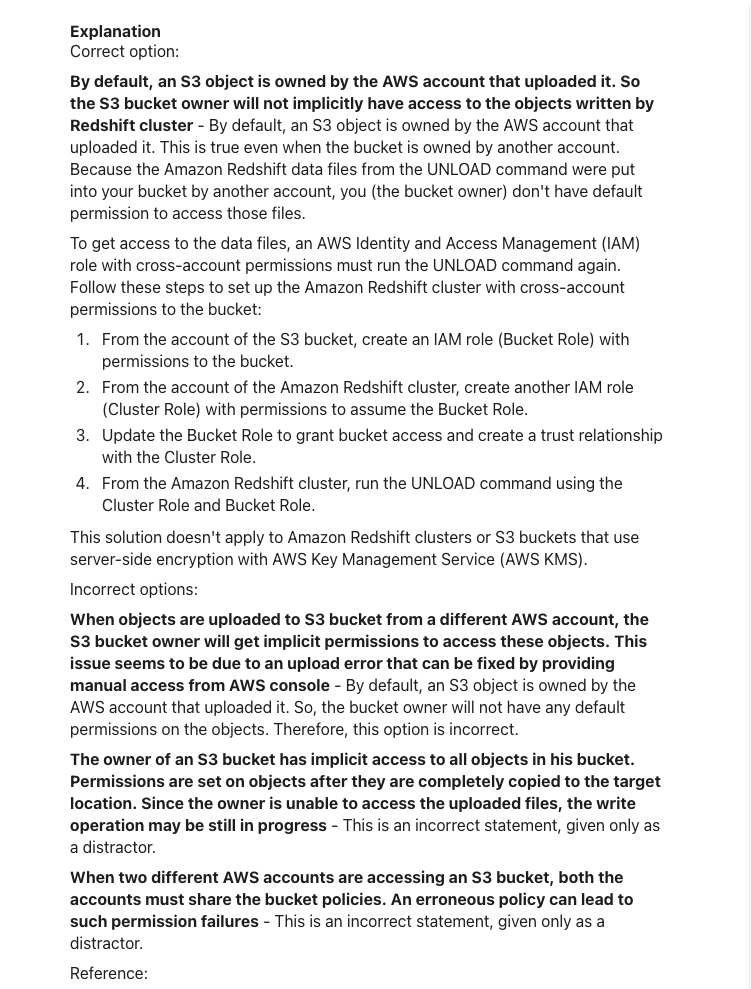 Explanation
Correct option:
By default, an S3 object is owned by the AWS account that uploaded it. So
the S3 bucket owner will not implicitly have access to the objects written by
Redshift cluster - By default, an S3 object is owned by the AWS account that
uploaded it. This is true even when the bucket is owned by another account.
Because the Amazon Redshift data files from the UNLOAD command were put
into your bucket by another account, you (the bucket owner) don't have default
permission to access those files.
To get access to the data files, an AWS Identity and Access Management (IAM)
role with cross-account permissions must run the UNLOAD command again.
Follow these steps to set up the Amazon Redshift cluster with cross-account
permissions to the bucket:
1. From the account of the S3 bucket, create an IAM role (Bucket Role) with
permissions to the bucket.
2. From the account of the Amazon Redshift cluster, create another IAM role
(Cluster Role) with permissions to assume the Bucket Role.
3. Update the Bucket Role to grant bucket access and create a trust relationship
with the Cluster Role.
4. From the Amazon Redshift cluster, run the UNLOAD command using the
Cluster Role and Bucket Role.
This solution doesn't apply to Amazon Redshift clusters or S3 buckets that use
server-side encryption with AWS Key Management Service (AWS KMS).
Incorrect options:
When objects are uploaded to S3 bucket from a different AWS account, the
S3 bucket owner will get implicit permissions to access these objects. This
issue seems to be due to an upload error that can be fixed by providing
manual access from AWS console - By default, an S3 object is owned by the
AWS account that uploaded it. So, the bucket owner will not have any default
permissions on the objects. Therefore, this option is incorrect.
The owner of an S3 bucket has implicit access to all objects in his bucket.
Permissions are set on objects after they are completely copied to the target
location. Since the owner is unable to access the uploaded files, the write
operation may be still in progress - This is an incorrect statement, given only as
a distractor.
When two different AWS accounts are accessing an S3 bucket, both the
accounts must share the bucket policies. An erroneous policy can lead to
such permission failures - This is an incorrect statement, given only as a
distractor.
Reference: